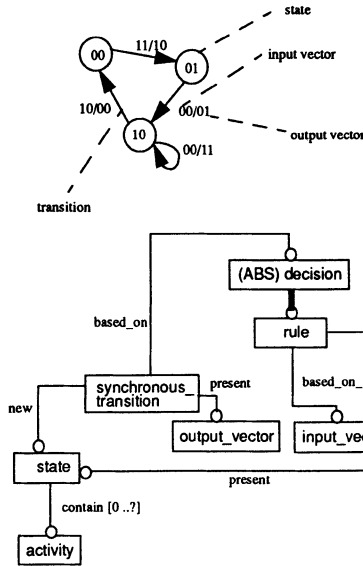 state
00
11/10
01
input vector
10/00
00/01
10
output vector
00/11
transition
(ABS) decision
based_on
rule
synchronous_
transition
present
based_on_
new
output_vector
input_vec
state
present
contain [0 ..?]
activity